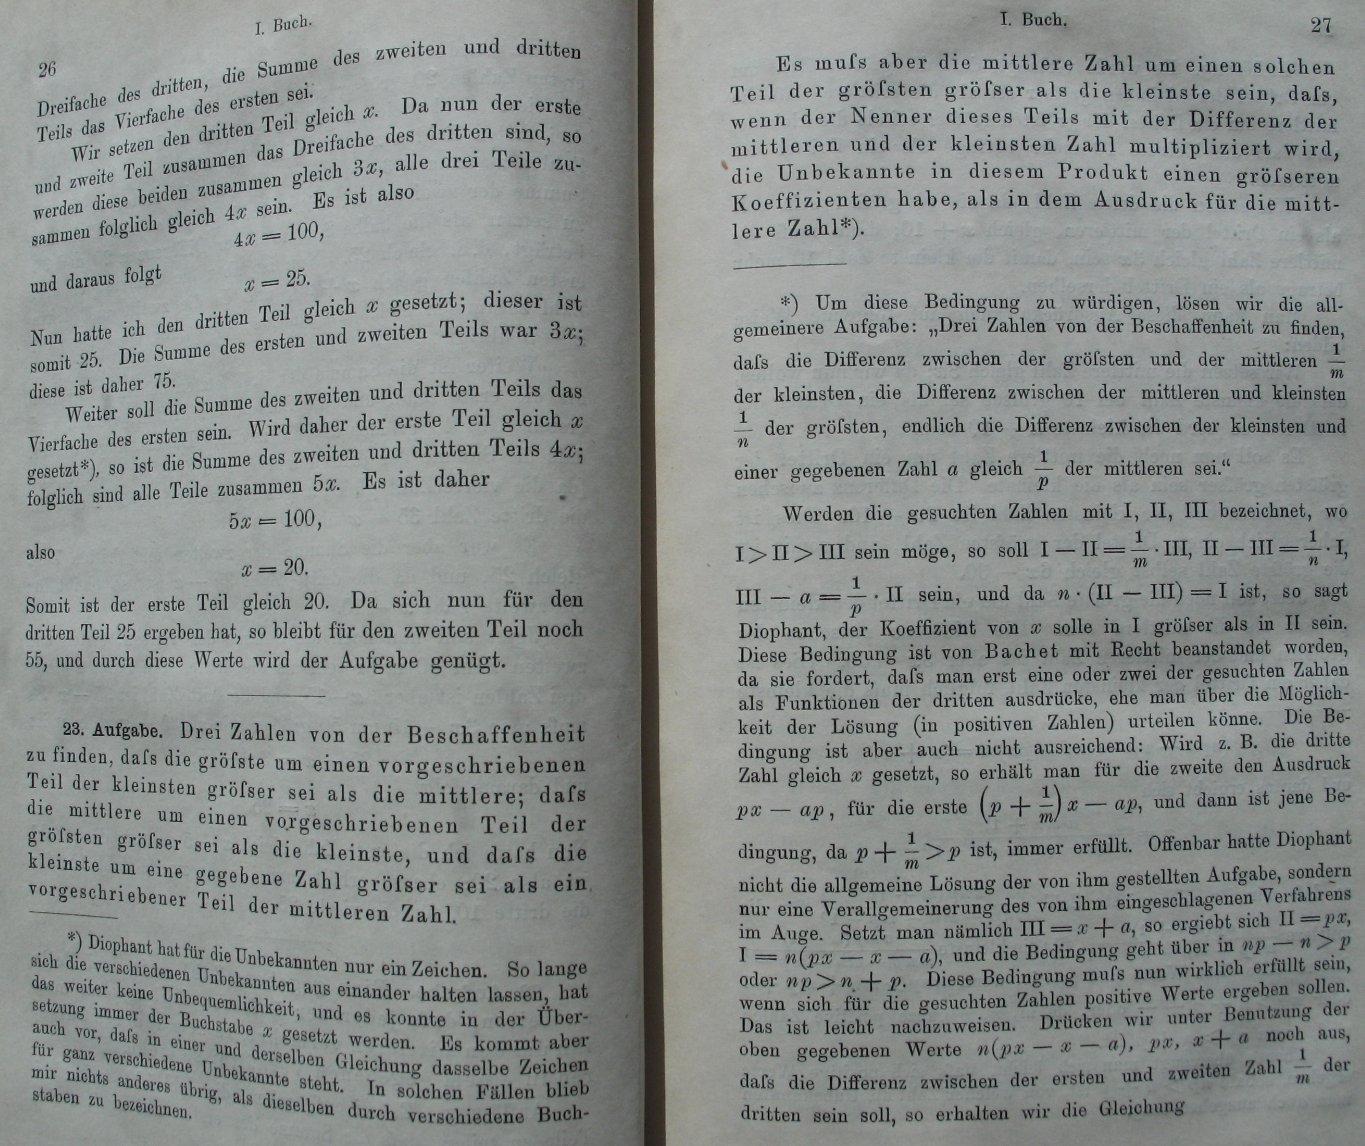 I. Buch.
26
Dreifache des dritten, die Summe des zweiten und dritten
Teils das Vierfache des ersten sei.
Wir setzen den dritten Teil gleich x. Da nun der erste
und zweite Teil zusammen das Dreifache des dritten sind, so
werden diese beiden zusammen gleich 3x, alle drei Teile zu-
sammen folglich gleich 4x sein. Es ist also
4x = 100,
und daraus folgt
x = 25.
Nun hatte ich den dritten Teil gleich x gesetzt; dieser ist
somit 25. Die Summe des ersten und zweiten Teils war 3x;
diese ist daher 75.
Weiter soll die Summe des zweiten und dritten Teils das
Vierfache des ersten sein. Wird daher der erste Teil gleich x
gesetzt*), so ist die Summe des zweiten und dritten Teils 4x;
folglich sind alle Teile zusammen 5x. Es ist daher
5x = 100,
also
x = 20.
Somit ist der erste Teil gleich 20. Da sich nun für den
dritten Teil 25 ergeben hat, so bleibt für den zweiten Teil noch
55, und durch diese Werte wird der Aufgabe genügt.
23. Aufgabe. Drei Zahlen von der Beschaffenheit
zu finden, daſs die gröſste um einen vorgeschriebenen
Teil der kleinsten gröſser sei als die mittlere; daſs
die mittlere um einen vorgeschriebenen Teil der
gröſsten gröſser sei als die kleinste, und daſs die
kleinste um eine gegebene Zahl gröſser sei als ein
vorgeschriebener Teil der mittleren Zahl.
*) Diophant hat für die Unbekannten nur ein Zeichen. So lange
sich die verschiedenen Unbekannten aus einander halten lassen, hat
das weiter keine Unbequemlichkeit, und es konnte in der Über-
setzung immer der Buchstabe x gesetzt werden. Es kommt aber
auch vor, daſs in einer und derselben Gleichung dasselbe Zeichen
für ganz verschiedene Unbekannte steht. In solchen Fällen blieb
mir nichts anderes übrig, als dieselben durch verschiedene Buch-
staben zu bezeichnen.
I. Buch.
27
Es muſs aber die mittlere Zahl um einen solchen
Teil der gröſsten gröſser als die kleinste sein, daſs,
wenn der Nenner dieses Teils mit der Differenz der
mittleren und der kleinsten Zahl multipliziert wird,
die Unbekannte in diesem Produkt einen gröſseren
Koeffizienten habe, als in dem Ausdruck für die mitt-
lere Zahl*).
*) Um diese Bedingung zu würdigen, lösen wir die all-
gemeinere Aufgabe: „Drei Zahlen von der Beschaffenheit zu finden,
daſs die Differenz zwischen der gröſsten und der mittleren 1/m
der kleinsten, die Differenz zwischen der mittleren und kleinsten
1/n der gröſsten, endlich die Differenz zwischen der kleinsten und
einer gegebenen Zahl a gleich 1/p der mittleren sei.“
Werden die gesuchten Zahlen mit I, II, III bezeichnet, wo
I > II > III sein möge, so soll I — II = 1/m · III, II — III = 1/n · I,
III — a = 1/p · II sein, und da n · (II — III) = I ist, so sagt
Diophant, der Koeffizient von x solle in I gröſser als in II sein.
Diese Bedingung ist von Bachet mit Recht beanstandet worden,
da sie fordert, daſs man erst eine oder zwei der gesuchten Zahlen
als Funktionen der dritten ausdrücke, ehe man über die Möglich-
keit der Lösung (in positiven Zahlen) urteilen könne. Die Be-
dingung ist aber auch nicht ausreichend: Wird z. B. die dritte
Zahl gleich x gesetzt, so erhält man für die zweite den Ausdruck
px — ap, für die erste (p + 1/m) x — ap, und dann ist jene Be-
dingung, da p + 1/m > p ist, immer erfüllt. Offenbar hatte Diophant
nicht die allgemeine Lösung der von ihm gestellten Aufgabe, sondern
nur eine Verallgemeinerung des von ihm eingeschlagenen Verfahrens
im Auge. Setzt man nämlich III = x + a, so ergiebt sich II = px,
I = n(px — x — a), und die Bedingung geht über in np — n > p
oder np > n + p. Diese Bedingung muſs nun wirklich erfüllt sein,
wenn sich für die gesuchten Zahlen positive Werte ergeben sollen.
Das ist leicht nachzuweisen. Drücken wir unter Benutzung der
oben gegebenen Werte n(px — x — a), px, x + a noch aus,
daſs die Differenz zwischen der ersten und zweiten Zahl 1/m der
dritten sein soll, so erhalten wir die Gleichung